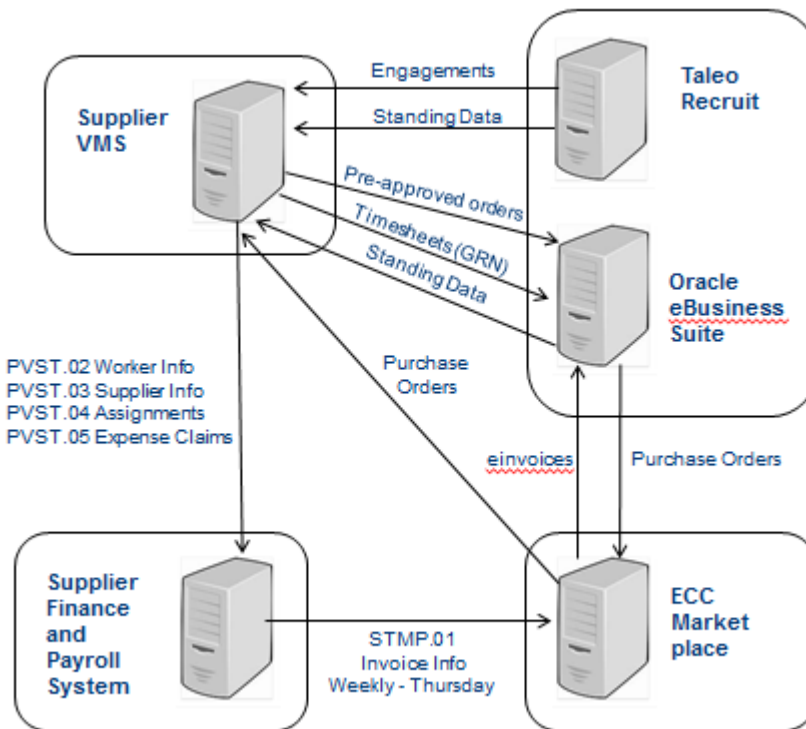 Engagements
Taleo
Recruit
Supplier
VMS
Standing Data
Pre-approved orders
Timesheets (GRN)
Standing Data
Oracle
eBusiness
Suite
PVST.02 Worker Info
PVST.03 Supplier Info
PVST.04 Assignments
PVST.05 Expense Claims
Purchase
Orders
einvoices
Purchase Orders
Supplier
Finance
and
Payroll
System
STMP.01
Invoice Info
Weekly - Thursday
ECC
Market
place